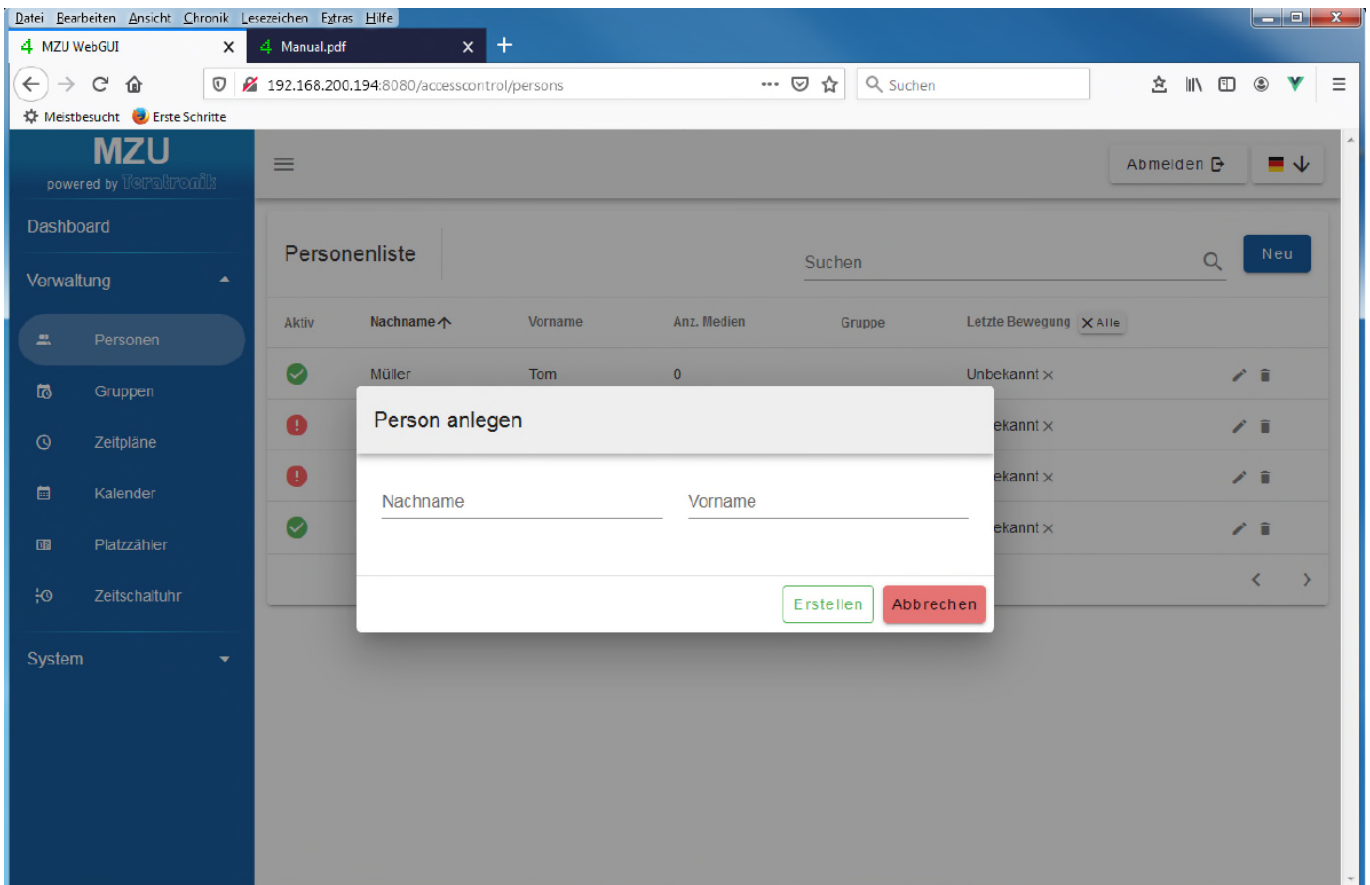 Datei Bearbeiten Ansicht Chronik Lesezeichen Extras Hilfe
MZU WebGUI Manual.pdf
192.168.200.194:8080/accesscontrol/persons Suchen
Meistbesucht Erste Schritte
MZU
powered by Teratronik
Abmelden
Dashboard
Verwaltung
Personen
Gruppen
Zeitpläne
Kalender
Platzzähler
Zeitschaltuhr
System
Personenliste Suchen Neu
Aktiv Nachname Vorname Anz. Medien Gruppe Letzte Bewegung Alle
Müller Tom 0 Unbekannt
ekannt
ekannt
ekannt
Person anlegen
Nachname Vorname
Erstellen Abbrechen